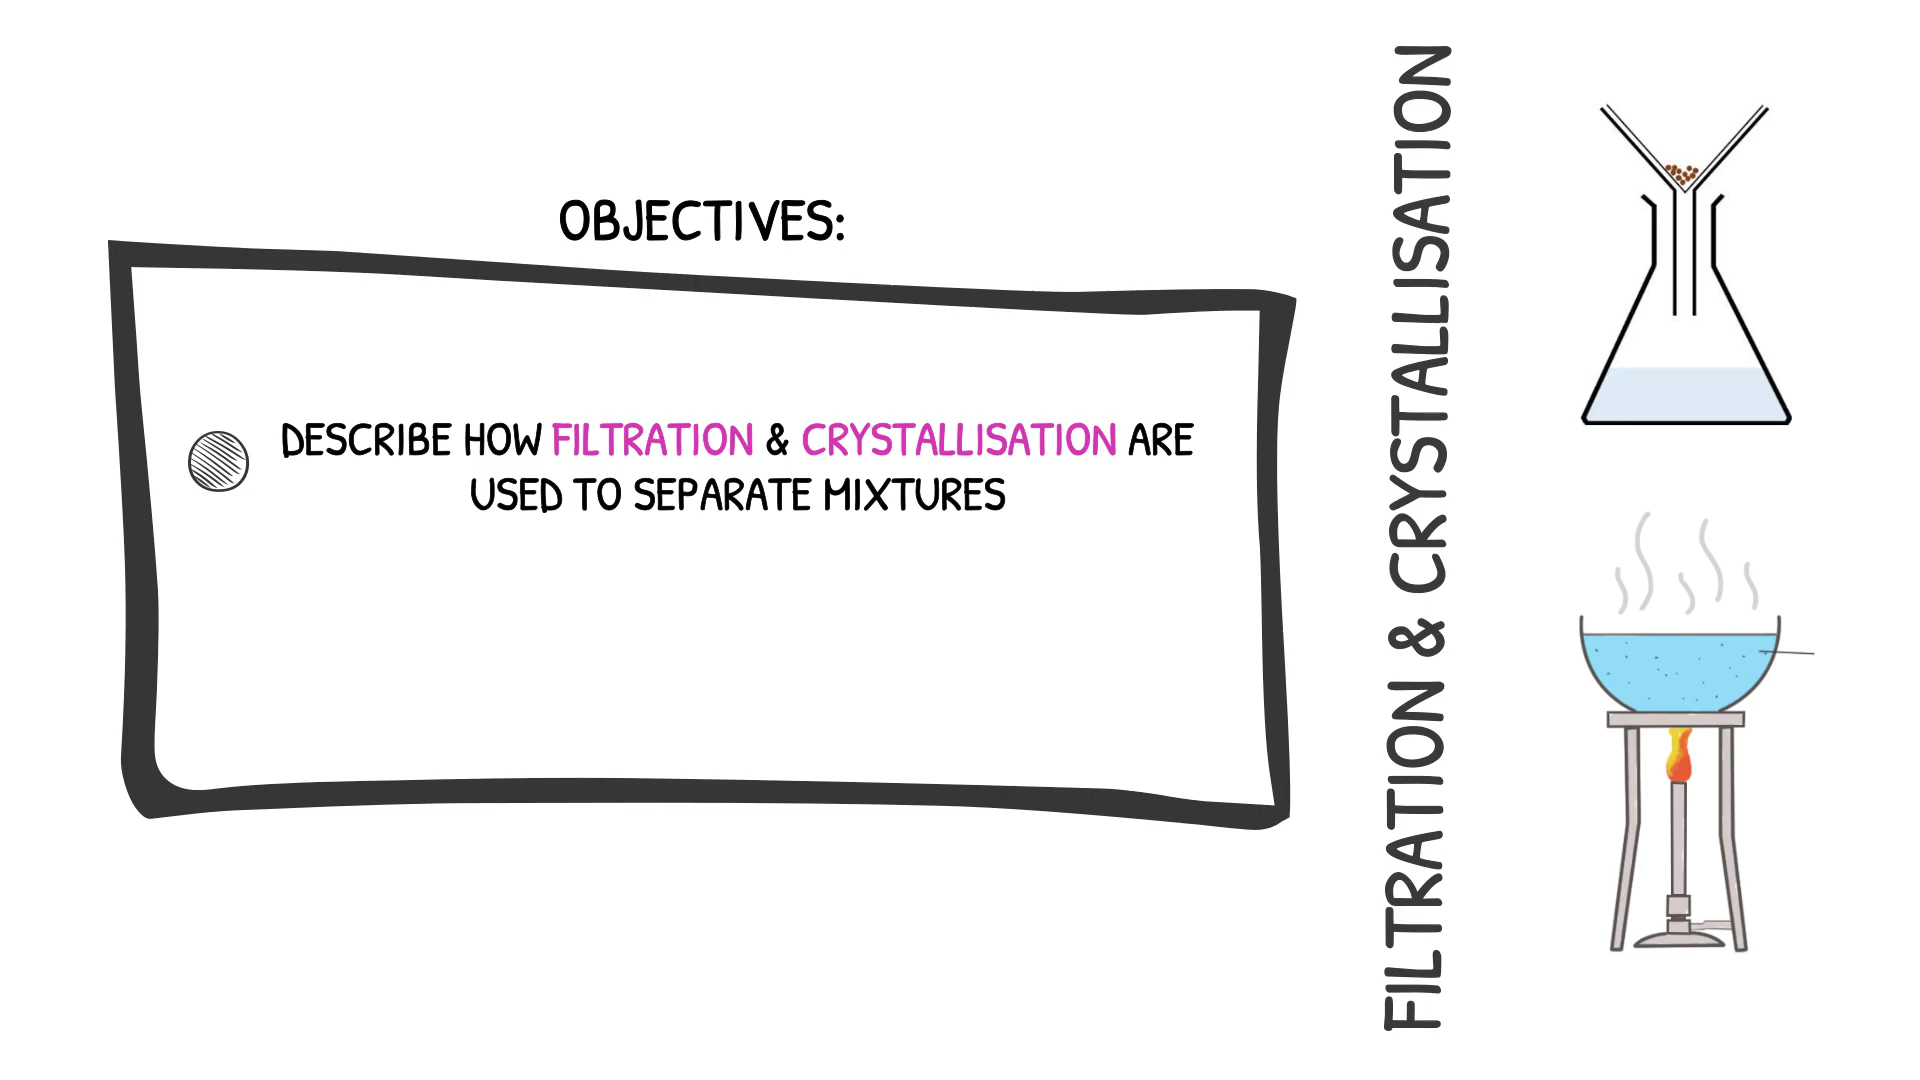 OBJECTIVES:
DESCRIBE HOW FILTRATION & CRYSTALLISATION ARE
USED TO SEPARATE MIXTURES
FILTRATION & CRYSTALLISATION